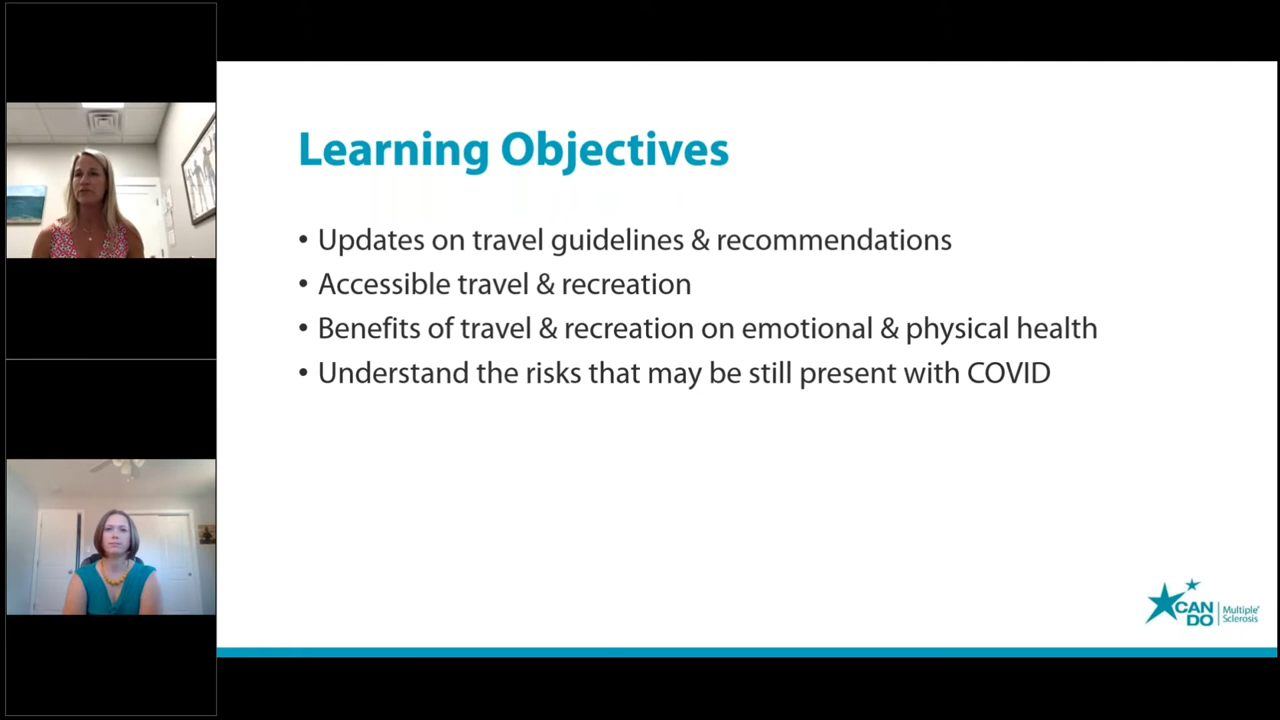 Learning Objectives
• Updates on travel guidelines & recommendations
• Accessible travel & recreation
• Benefits of travel & recreation on emotional & physical health
• Understand the risks that may be still present with COVID
CAN DO
Multiple
Sclerosis